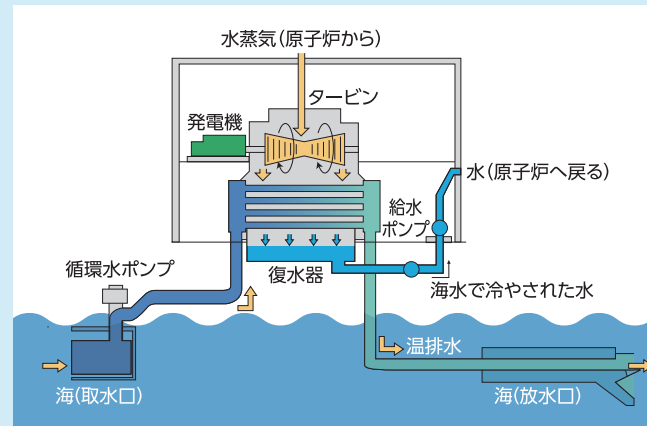 水蒸気(原子炉から)
タービン
発電機
水(原子炉へ戻る)
給水
ポンプ
循環水ポンプ
復水器
海水で冷やされた水
温排水
海(取水口)
海(放水口)